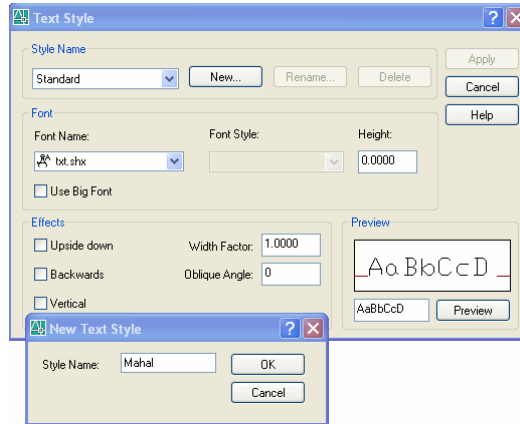 Text Style
Style Name
Standard
New...
Rename...
Delete
Apply
Cancel
Help
Font
Font Name:
Font Style:
Height:
txt.shx
0.0000
Use Big Font
Effects
Upside down
Width Factor:
1.0000
Backwards
Oblique Angle:
0
Vertical
Preview
AaBbCcD
AaBbCcD
Preview
New Text Style
Style Name:
Mahal
OK
Cancel